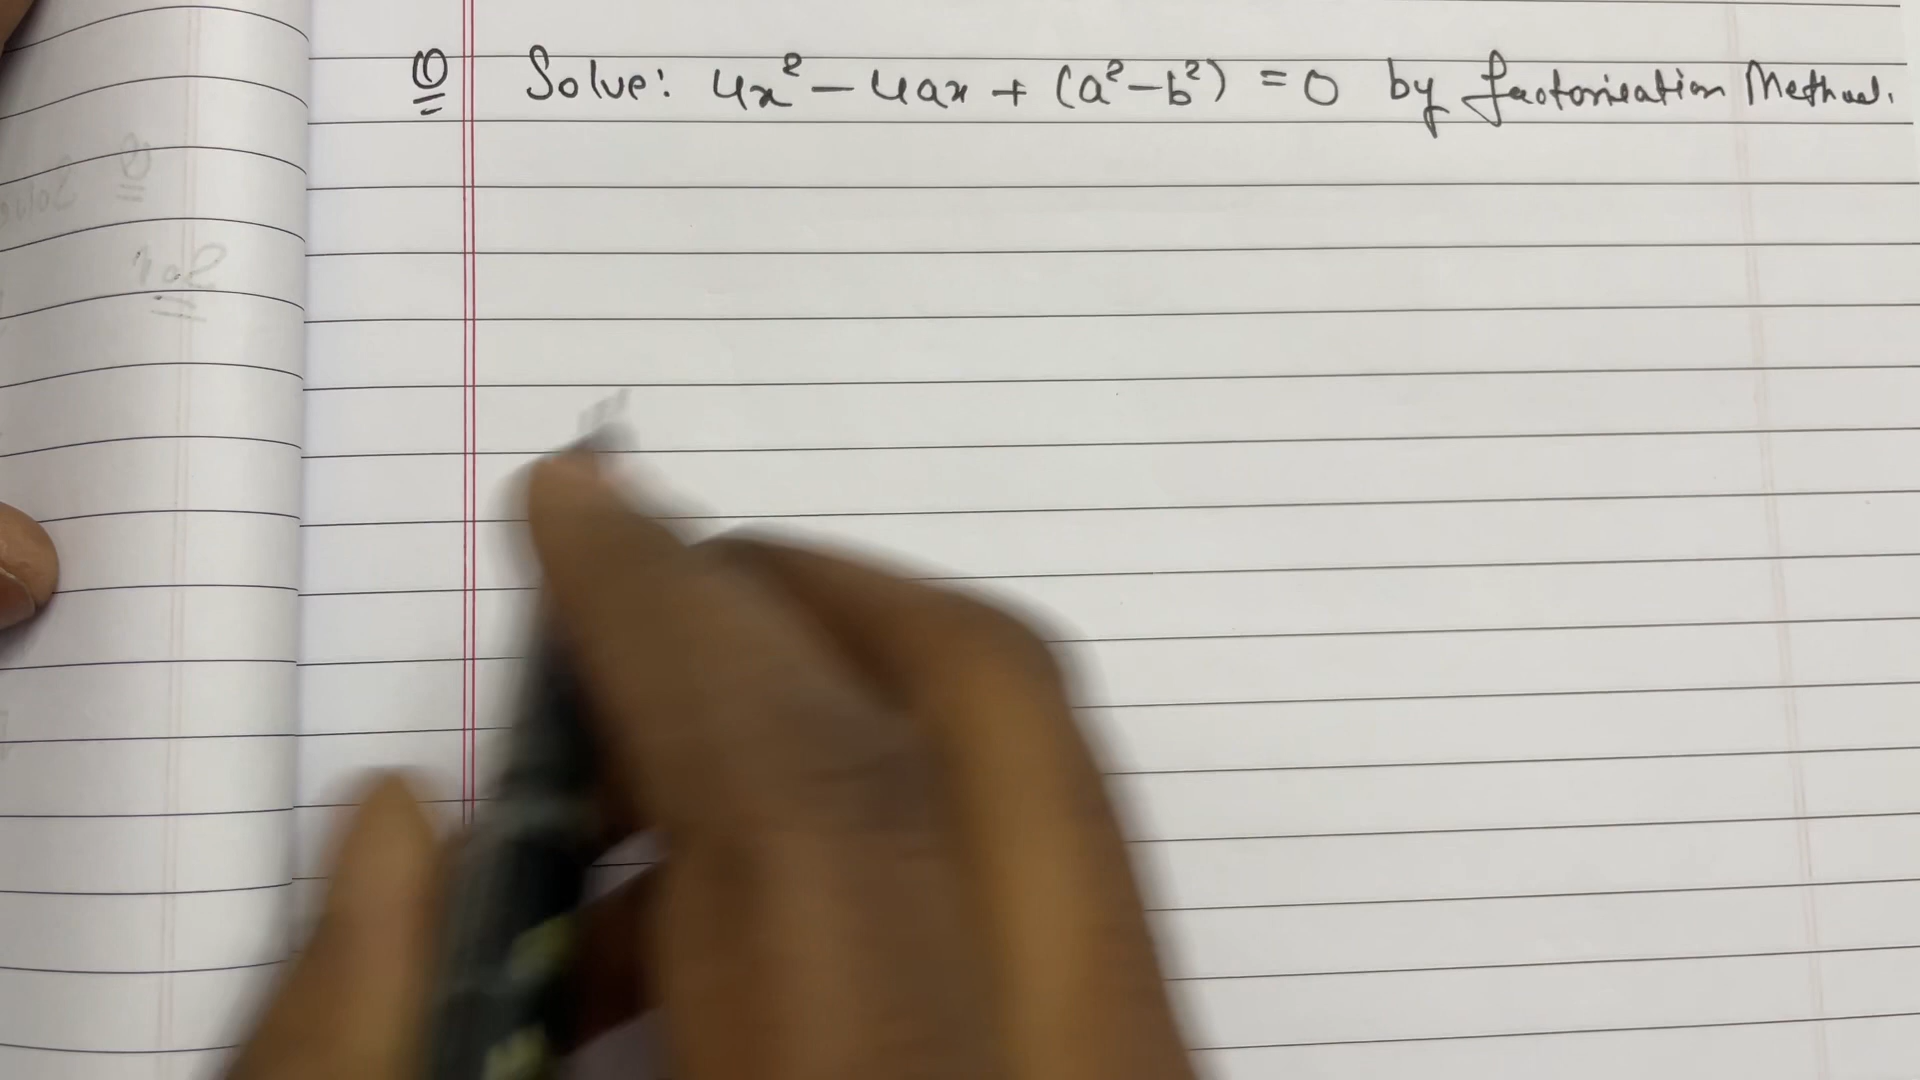 Q Solve: 4x² - 4ax + (a² - b²) = 0 by factorisation Method.